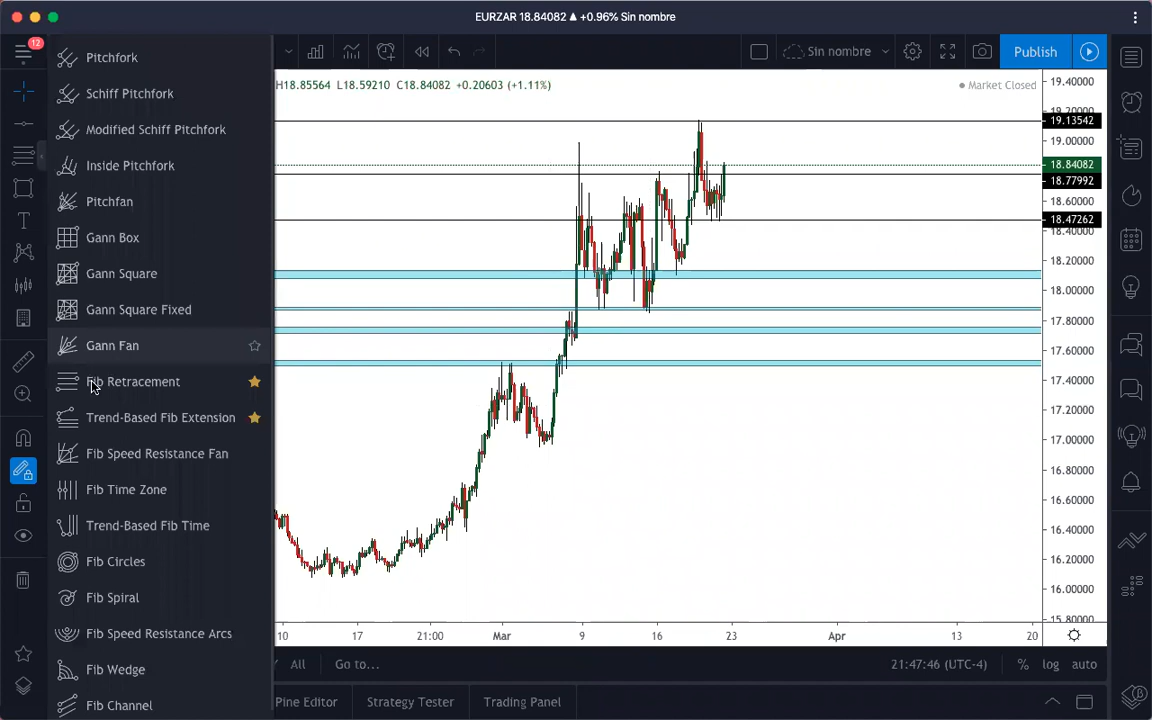 EURZAR 18.84082 ▲ +0.96% Sin nombre
12
Sin nombre
Publish
H18.85564 L18.59210 C18.84082 +0.20603 (+1.11%)
Market Closed
Pitchfork
Schiff Pitchfork
Modified Schiff Pitchfork
Inside Pitchfork
Pitchfan
Gann Box
Gann Square
Gann Square Fixed
Gann Fan
Fib Retracement
Trend-Based Fib Extension
Fib Speed Resistance Fan
Fib Time Zone
Trend-Based Fib Time
Fib Circles
Fib Spiral
Fib Speed Resistance Arcs
Fib Wedge
Fib Channel
19.40000
19.13542
19.00000
18.84082
18.77992
18.60000
18.47262
18.40000
18.20000
18.00000
17.80000
17.60000
17.40000
17.20000
17.00000
16.80000
16.60000
16.40000
16.20000
16.00000
15.80000
10 17 21:00 Mar 9 16 23 Apr 13 20
All Go to... 21:47:46 (UTC-4) % log auto
Pine Editor Strategy Tester Trading Panel